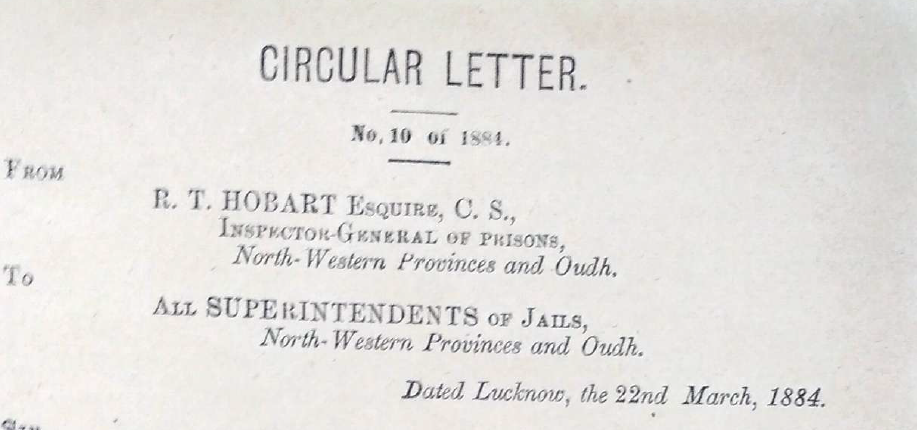 CIRCULAR LETTER.
No. 10 of 1884.
FROM
R. T. HOBART ESQUIRE, C. S.,
INSPECTOR-GENERAL OF PRISONS,
North-Western Provinces and Oudh.
To
ALL SUPERINTENDENTS OF JAILS,
North-Western Provinces and Oudh.
Dated Lucknow, the 22nd March, 1884.